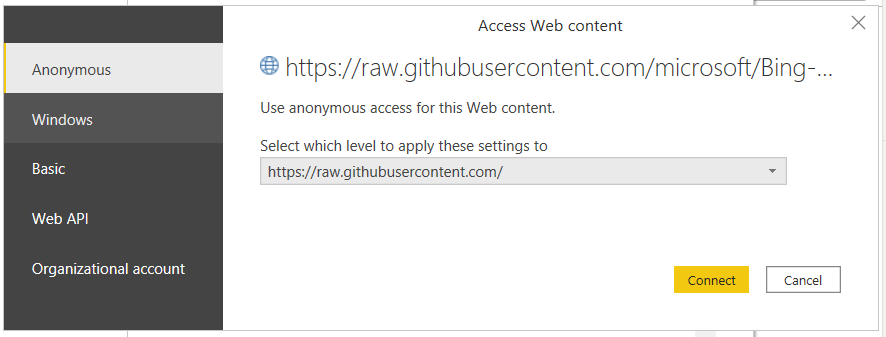 Access Web content
Anonymous
Windows
Basic
Web API
Organizational account
https://raw.githubusercontent.com/microsoft/Bing-...
Use anonymous access for this Web content.
Select which level to apply these settings to
https://raw.githubusercontent.com/
Connect
Cancel